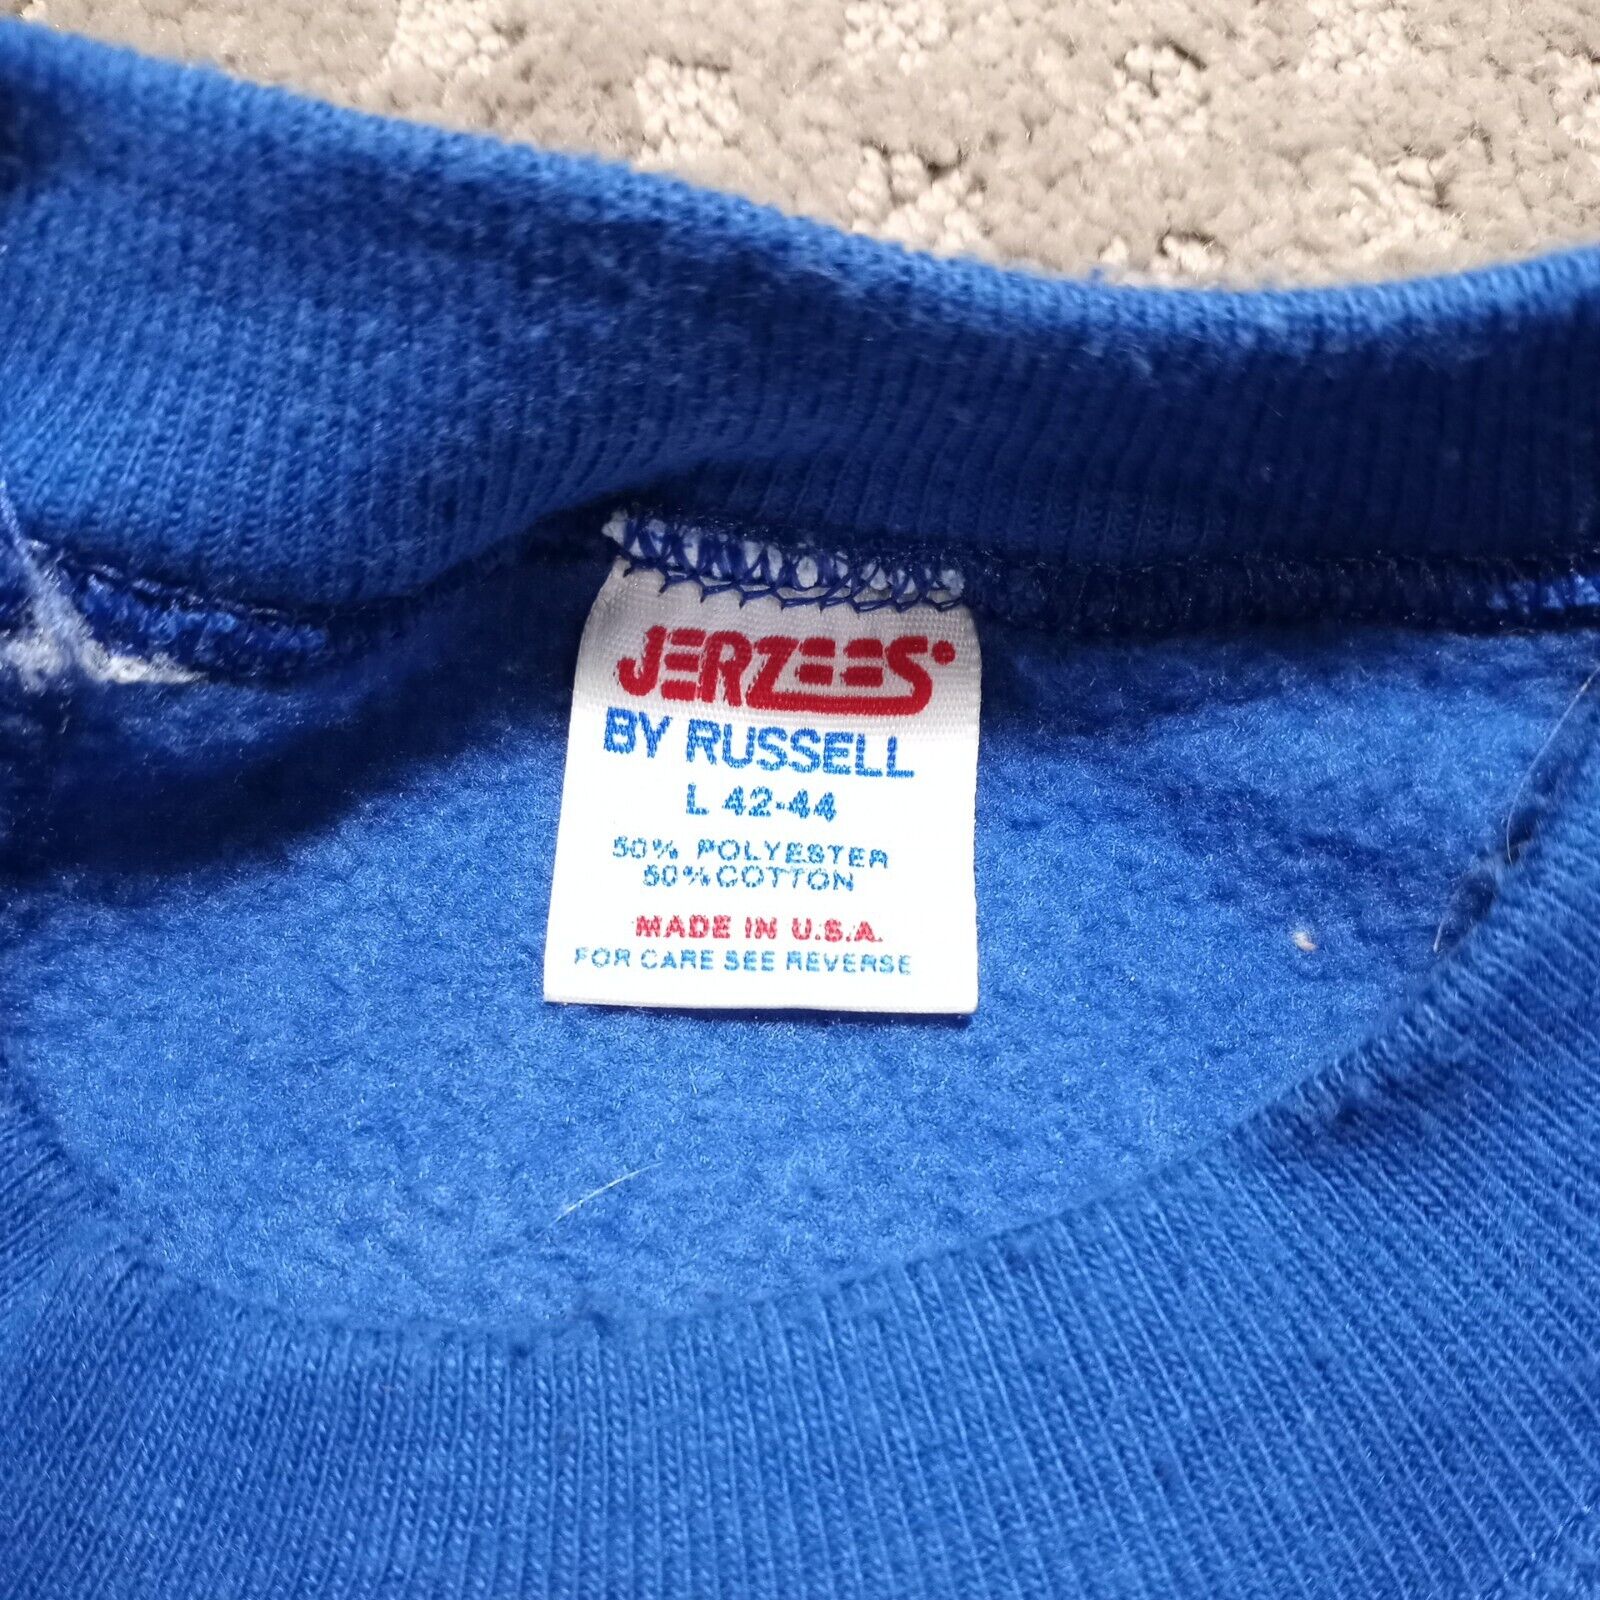 JERZEES
BY RUSSELL
L 42-44
50% POLYESTER
50% COTTON
MADE IN U.S.A.
FOR CARE SEE REVERSE